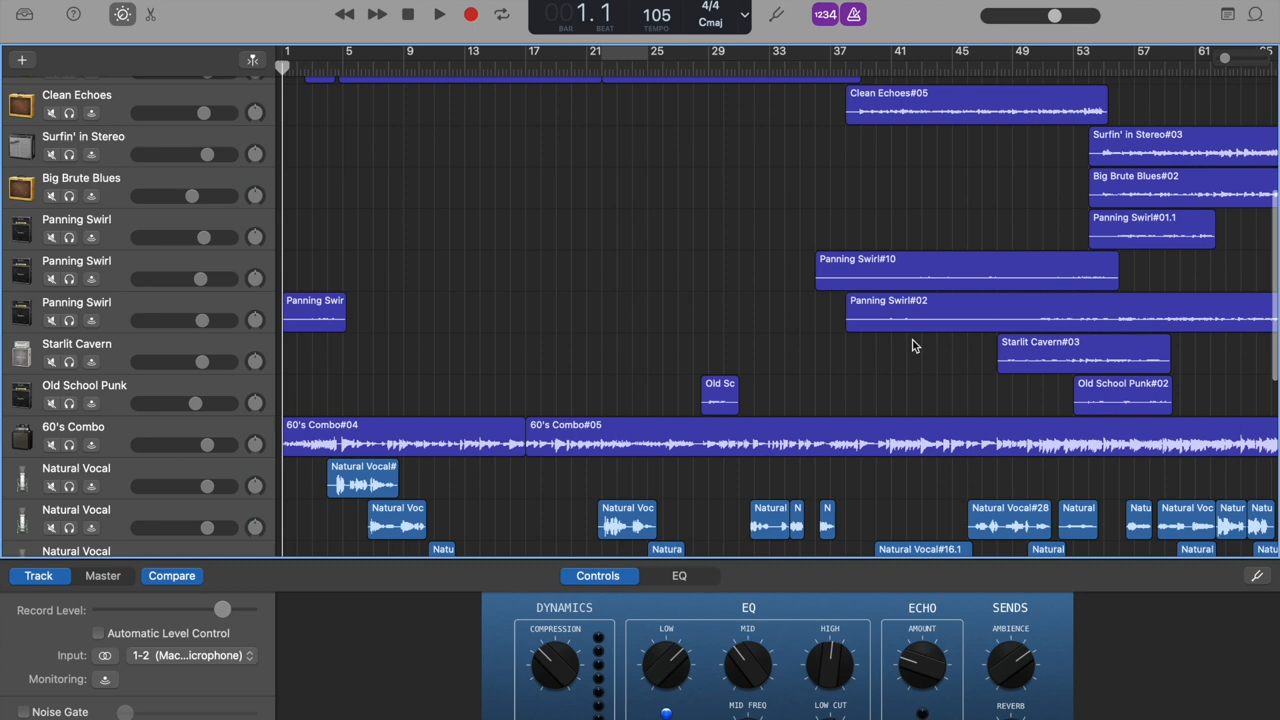 001.1
BAR BEAT
105
TEMPO
4/4
Cmaj
1234
1 5 9 13 17 21 25 29 33 37 41 45 49 53 57 61 65
Clean Echoes
Clean Echoes#05
Surfin' in Stereo
Surfin' in Stereo#03
Big Brute Blues
Big Brute Blues#02
Panning Swirl
Panning Swirl#01.1
Panning Swirl
Panning Swirl#10
Panning Swirl
Panning Swir
Panning Swirl#02
Starlit Cavern
Starlit Cavern#03
Old School Punk
Old Sc
Old School Punk#02
60's Combo
60's Combo#04
60's Combo#05
Natural Vocal
Natural Vocal#
Natural Vocal
Natural Voc
Natural Voc
Natural
N
N
Natural Vocal#28
Natural
Natu
Natural Voc
Natur
Natu
Natural Vocal
Natu
Natura
Natural Vocal#16.1
Natural
Natural
Natu
Track Master Compare
Controls EQ
Record Level:
Automatic Level Control
Input: 1-2 (Mac...icrophone)
Monitoring:
Noise Gate
DYNAMICS EQ ECHO SENDS
COMPRESSION LOW MID HIGH AMOUNT AMBIENCE
MID FREQ LOW CUT REVERB